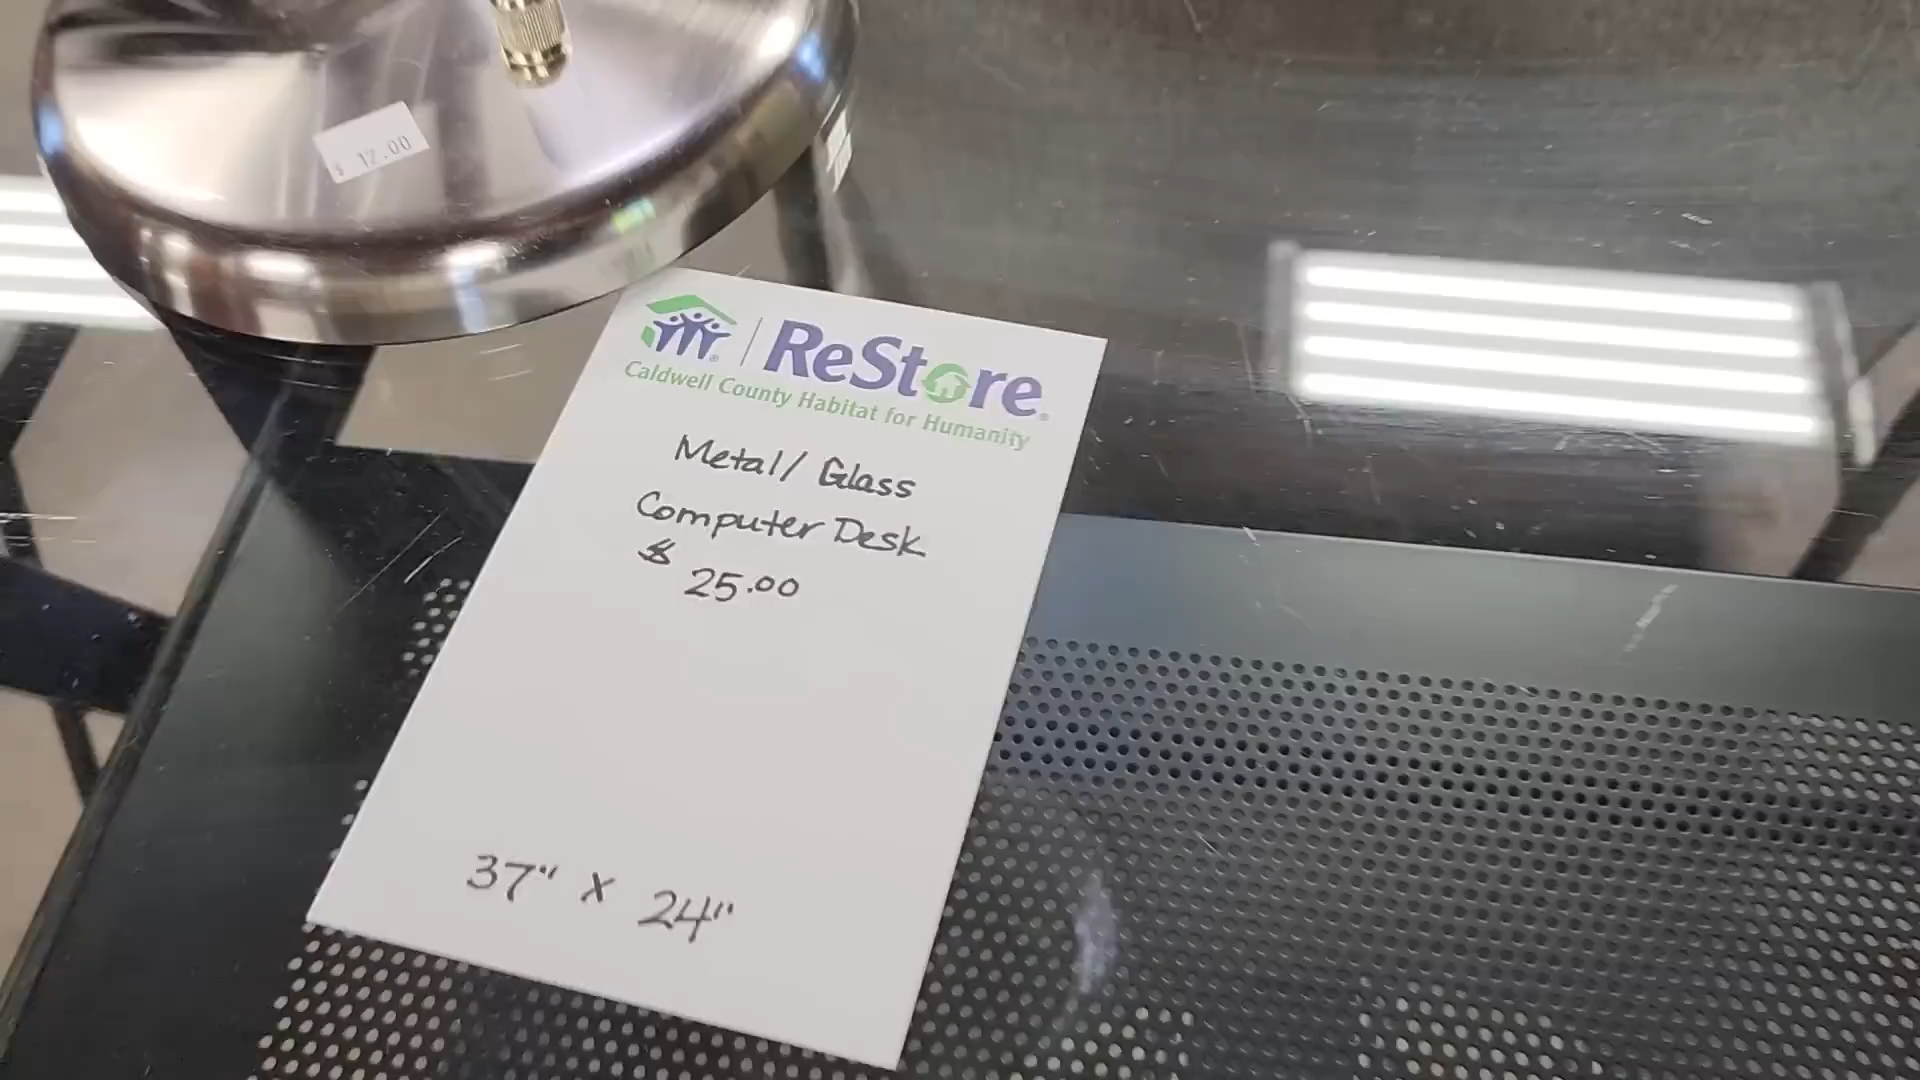 $ 12.00
ReStore®
Caldwell County Habitat for Humanity
Metal/ Glass
Computer Desk
$
25.00
37" x 24"